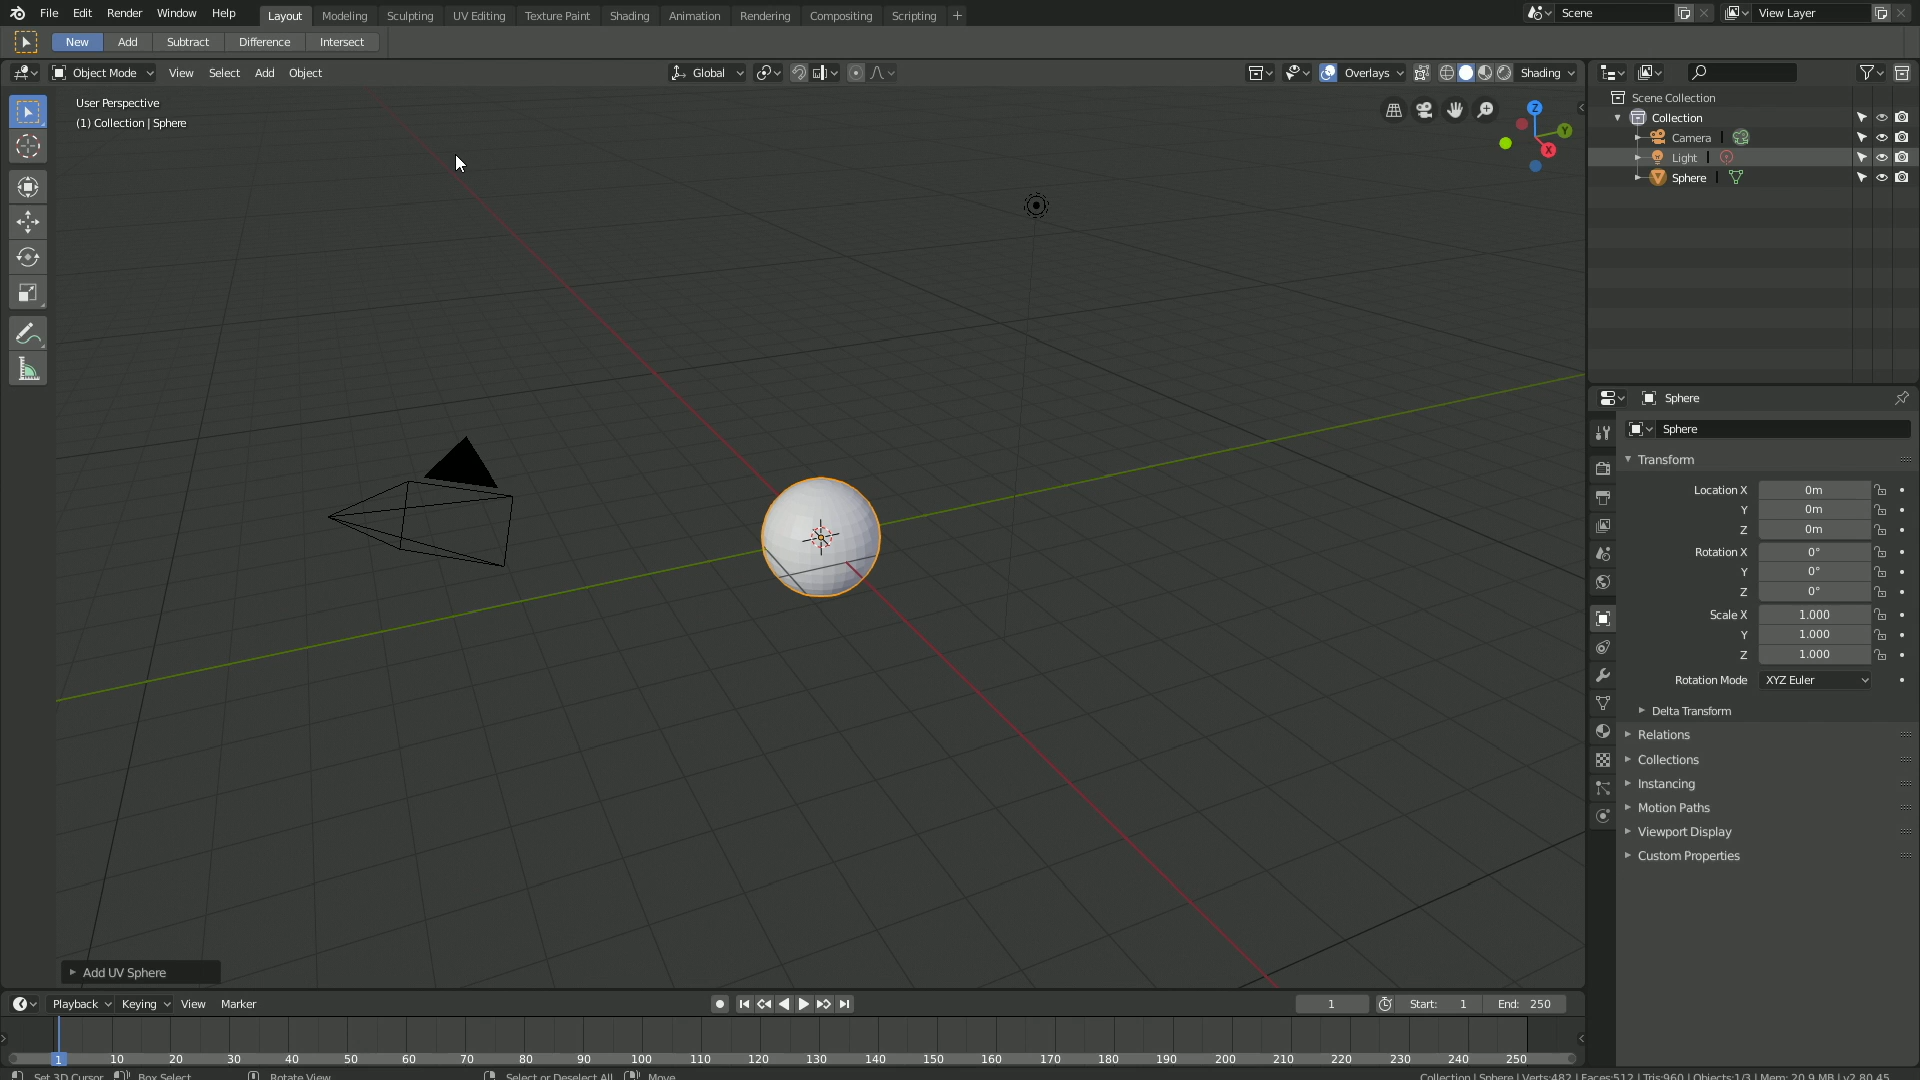 File Edit Render Window Help Layout Modeling Sculpting UV Editing Texture Paint Shading Animation Rendering Compositing Scripting + Scene View Layer
New Add Subtract Difference Intersect
Object Mode View Select Add Object Global Overlays Shading
User Perspective
(1) Collection | Sphere
Z
Y
X
Scene Collection
Collection
Camera
Light
Sphere
Sphere
Sphere
Transform
Location X 0m
Y 0m
Z 0m
Rotation X 0°
Y 0°
Z 0°
Scale X 1.000
Y 1.000
Z 1.000
Rotation Mode XYZ Euler
Delta Transform
Relations
Collections
Instancing
Motion Paths
Viewport Display
Custom Properties
Add UV Sphere
Playback Keying View Marker 1 Start: 1 End: 250
1 10 20 30 40 50 60 70 80 90 100 110 120 130 140 150 160 170 180 190 200 210 220 230 240 250
Set 3D Cursor Box Select Rotate View Select or Deselect All Move Collection | Sphere | Verts:482 | Faces:512 | Tris:960 | Objects:1/3 | Mem: 20.9 MB | v2.80.45